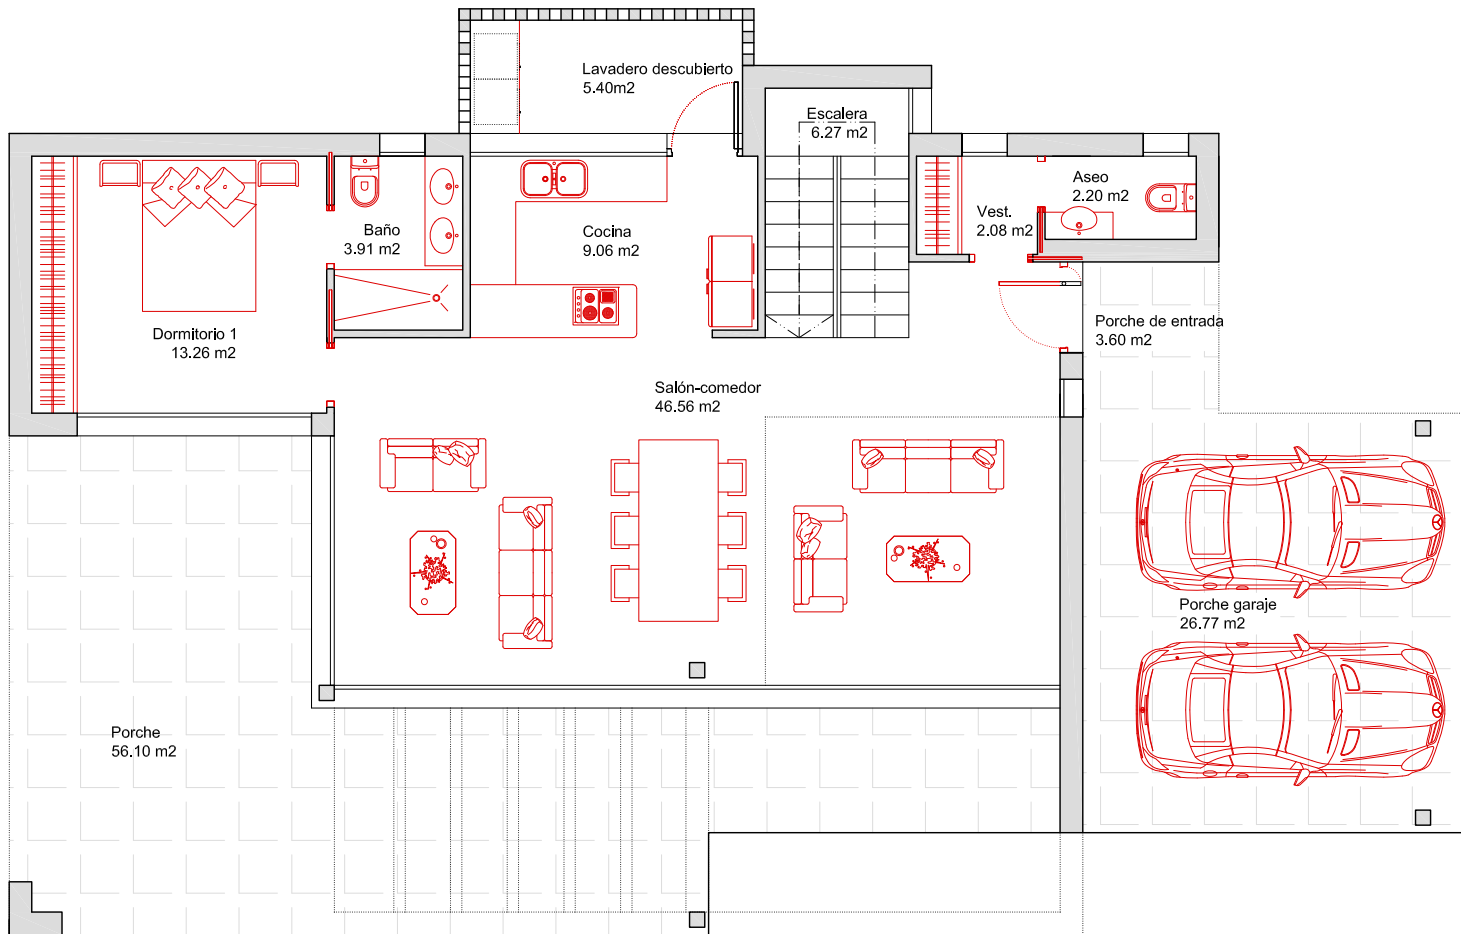 Lavadero descubierto
5.40m2
Escalera
6.27 m2
Aseo
2.20 m2
Vest.
2.08 m2
Baño
3.91 m2
Cocina
9.06 m2
Dormitorio 1
13.26 m2
Porche de entrada
3.60 m2
Salón-comedor
46.56 m2
Porche garaje
26.77 m2
Porche
56.10 m2